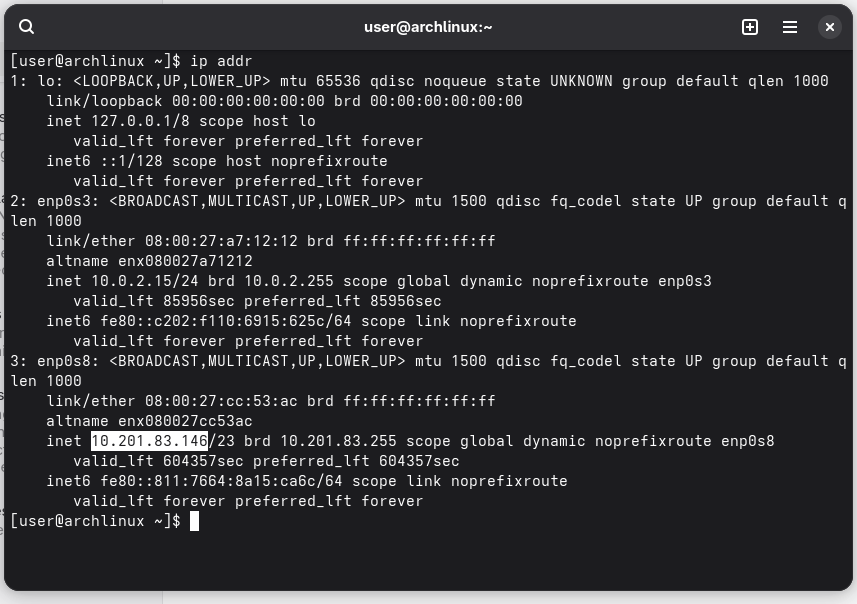 user@archlinux:~
[user@archlinux ~]$ ip addr
1: lo: <LOOPBACK,UP,LOWER_UP> mtu 65536 qdisc noqueue state UNKNOWN group default qlen 1000
    link/loopback 00:00:00:00:00:00 brd 00:00:00:00:00:00
    inet 127.0.0.1/8 scope host lo
       valid_lft forever preferred_lft forever
    inet6 ::1/128 scope host noprefixroute
       valid_lft forever preferred_lft forever
2: enp0s3: <BROADCAST,MULTICAST,UP,LOWER_UP> mtu 1500 qdisc fq_codel state UP group default q
len 1000
    link/ether 08:00:27:a7:12:12 brd ff:ff:ff:ff:ff:ff
    altname enx080027a71212
    inet 10.0.2.15/24 brd 10.0.2.255 scope global dynamic noprefixroute enp0s3
       valid_lft 85956sec preferred_lft 85956sec
    inet6 fe80::c202:f110:6915:625c/64 scope link noprefixroute
       valid_lft forever preferred_lft forever
3: enp0s8: <BROADCAST,MULTICAST,UP,LOWER_UP> mtu 1500 qdisc fq_codel state UP group default q
len 1000
    link/ether 08:00:27:cc:53:ac brd ff:ff:ff:ff:ff:ff
    altname enx080027cc53ac
    inet 10.201.83.146/23 brd 10.201.83.255 scope global dynamic noprefixroute enp0s8
       valid_lft 604357sec preferred_lft 604357sec
    inet6 fe80::811:7664:8a15:ca6c/64 scope link noprefixroute
       valid_lft forever preferred_lft forever
[user@archlinux ~]$